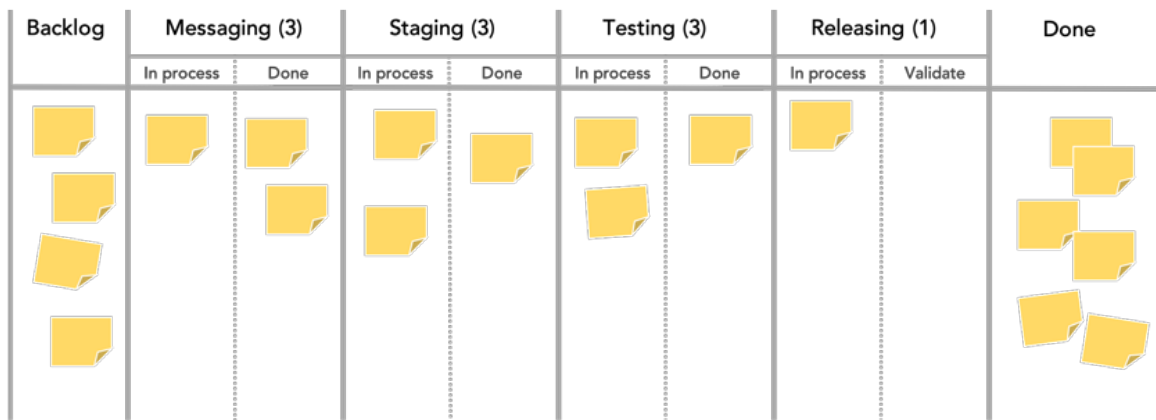 Backlog
Messaging (3)
Staging (3)
Testing (3)
Releasing (1)
Done
In process
Done
In process
Done
In process
Done
In process
Validate